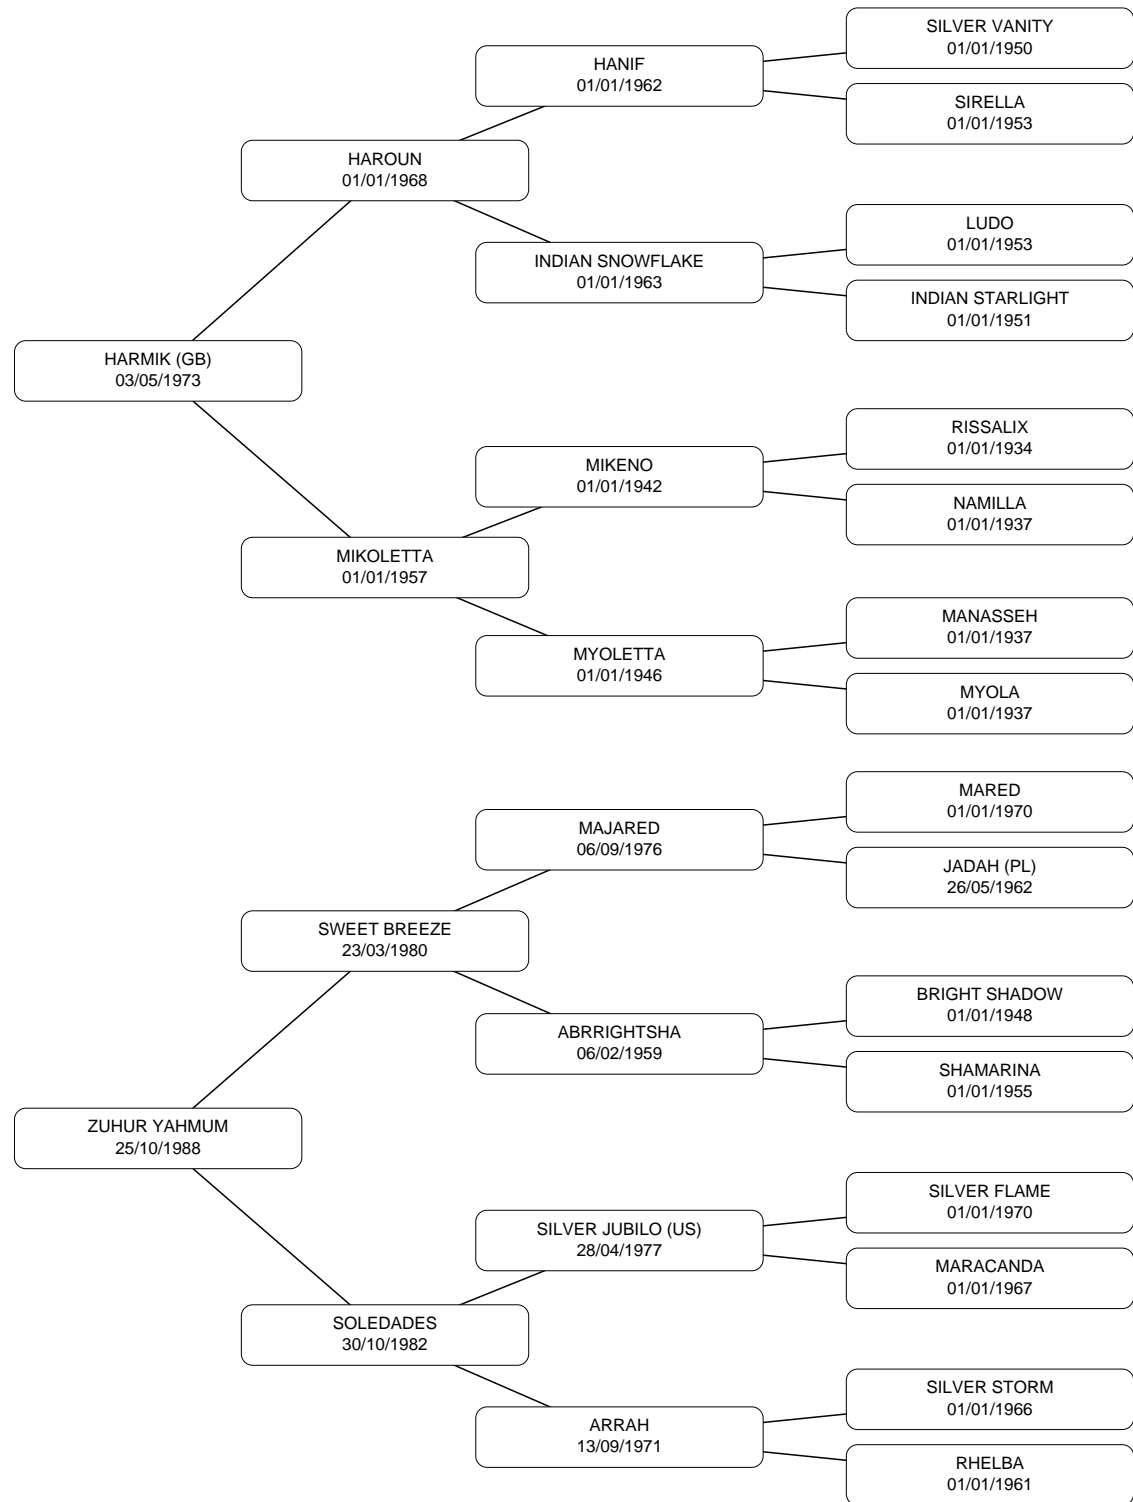 SILVER VANITY
01/01/1950
HANIF
01/01/1962
SIRELLA
01/01/1953
HAROUN
01/01/1968
LUDO
01/01/1953
INDIAN SNOWFLAKE
01/01/1963
INDIAN STARLIGHT
01/01/1951
HARMIK (GB)
03/05/1973
RISSALIX
01/01/1934
MIKENO
01/01/1942
NAMILLA
01/01/1937
MIKOLETTA
01/01/1957
MANASSEH
01/01/1937
MYOLETTA
01/01/1946
MYOLA
01/01/1937
MARED
01/01/1970
MAJARED
06/09/1976
JADAH (PL)
26/05/1962
SWEET BREEZE
23/03/1980
BRIGHT SHADOW
01/01/1948
ABRRIGHTSHA
06/02/1959
SHAMARINA
01/01/1955
ZUHUR YAHMUM
25/10/1988
SILVER FLAME
01/01/1970
SILVER JUBILO (US)
28/04/1977
MARACANDA
01/01/1967
SOLEDADES
30/10/1982
SILVER STORM
01/01/1966
ARRAH
13/09/1971
RHELBA
01/01/1961